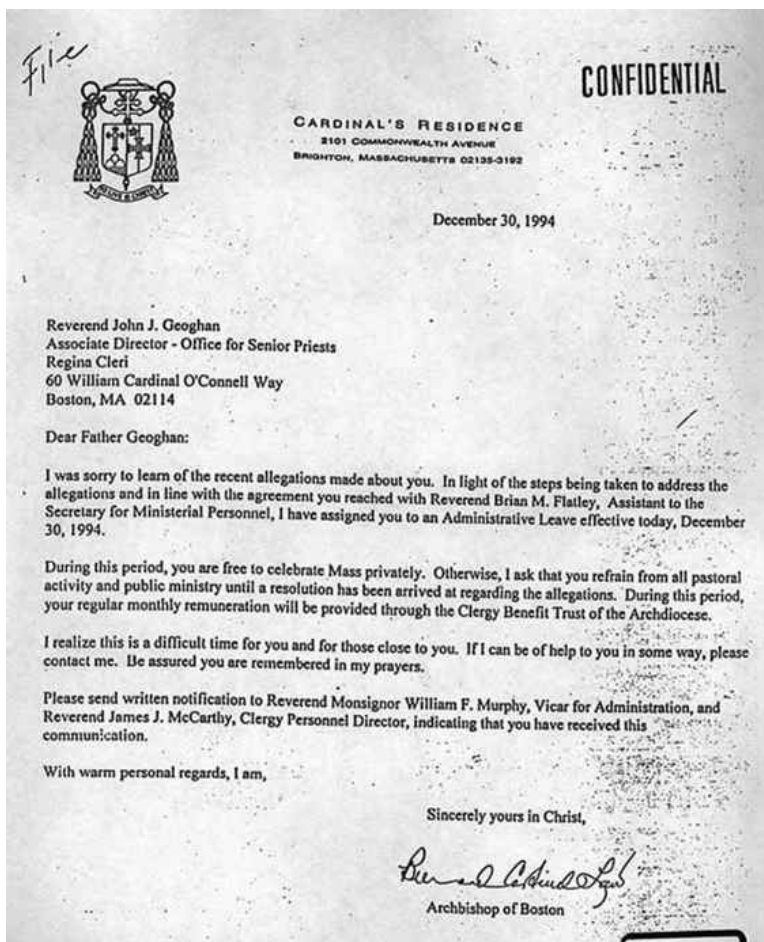 File
CONFIDENTIAL
CARDINAL'S RESIDENCE
2101 COMMONWEALTH AVENUE
BRIGHTON, MASSACHUSETTS 02135-3192
December 30, 1994
Reverend John J. Geoghan
Associate Director - Office for Senior Priests
Regina Cleri
60 William Cardinal O'Connell Way
Boston, MA 02114
Dear Father Geoghan:
I was sorry to learn of the recent allegations made about you. In light of the steps being taken to address the
allegations and in line with the agreement you reached with Reverend Brian M. Flatley, Assistant to the
Secretary for Ministerial Personnel, I have assigned you to an Administrative Leave effective today, December
30, 1994.
During this period, you are free to celebrate Mass privately. Otherwise, I ask that you refrain from all pastoral
activity and public ministry until a resolution has been arrived at regarding the allegations. During this period,
your regular monthly remuneration will be provided through the Clergy Benefit Trust of the Archdiocese.
I realize this is a difficult time for you and for those close to you. If I can be of help to you in some way, please
contact me. Be assured you are remembered in my prayers.
Please send written notification to Reverend Monsignor William F. Murphy, Vicar for Administration, and
Reverend James J. McCarthy, Clergy Personnel Director, indicating that you have received this
communication.
With warm personal regards, I am,
Sincerely yours in Christ,
Archbishop of Boston